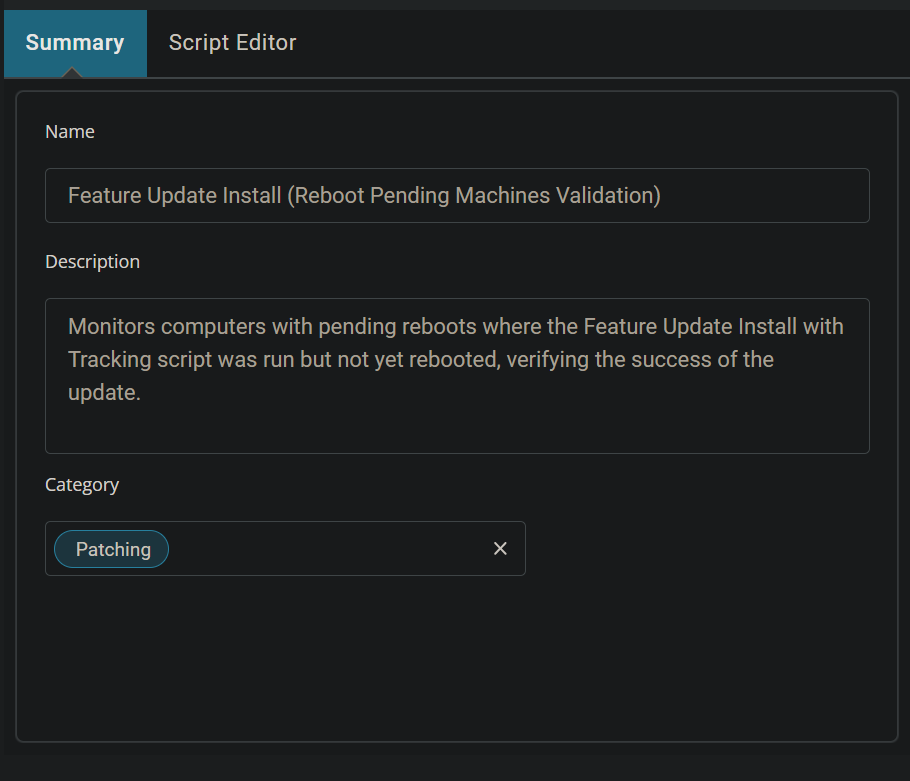 Summary
Script Editor
Name
Feature Update Install (Reboot Pending Machines Validation)
Description
Monitors computers with pending reboots where the Feature Update Install with
Tracking script was run but not yet rebooted, verifying the success of the
update.
Category
Patching